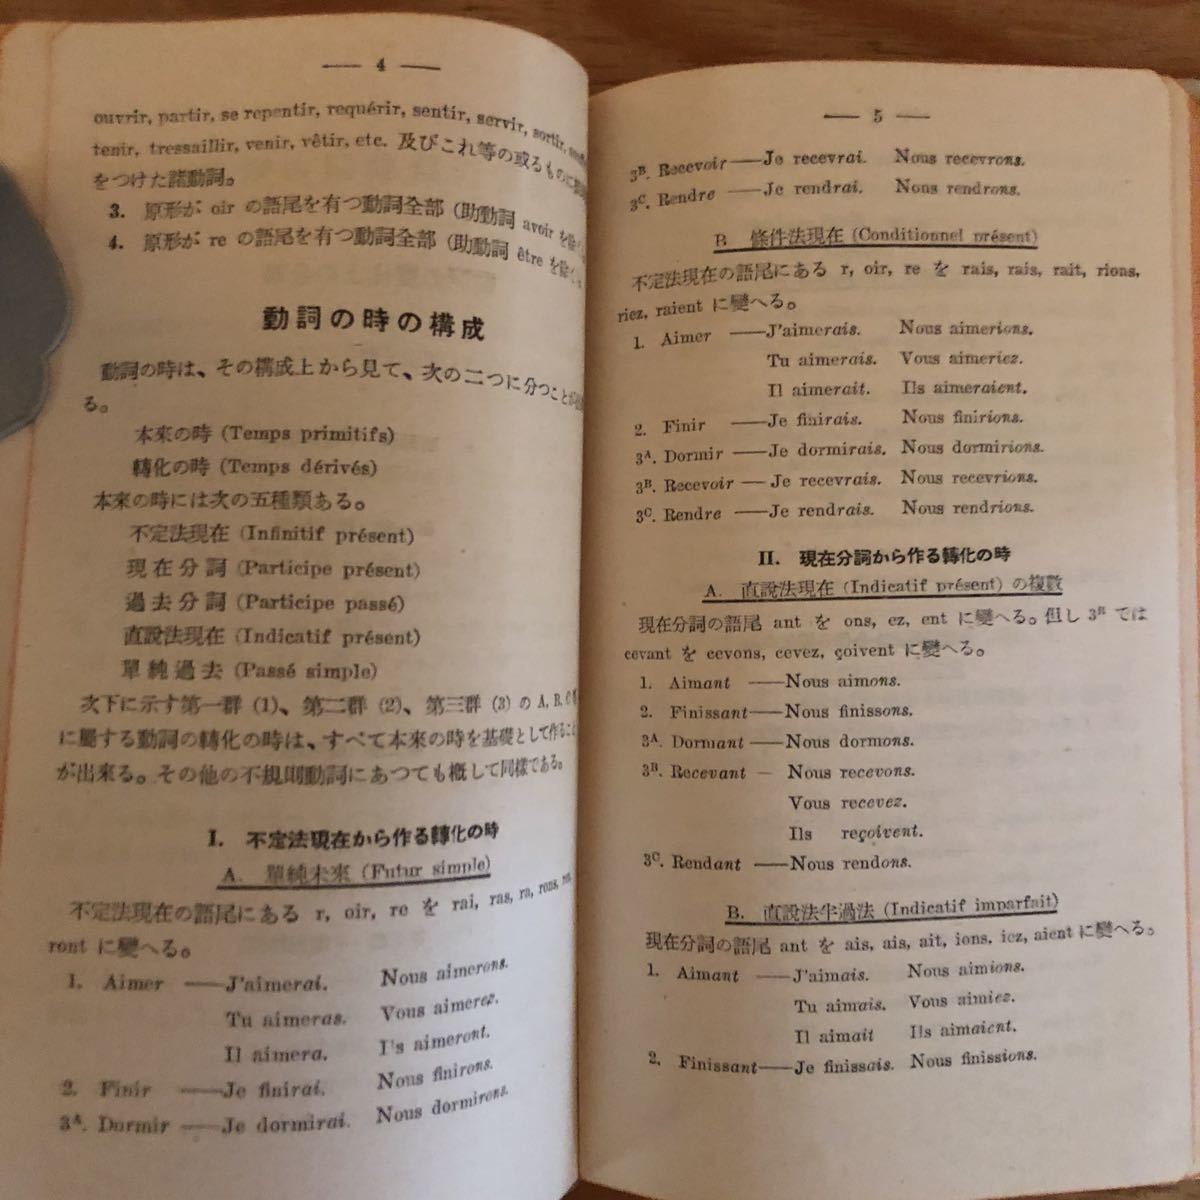 — 4 —
ouvrir, partir, se repentir, requérir, sentir, servir, sortir,
tenir, tressaillir, venir, vêtir, etc. 及びこれ等の或るものに
をつけた諸動詞。
3. 原形が oir の語尾を有つ動詞全部 (助動詞 avoir を除
4. 原形が re の語尾を有つ動詞全部 (助動詞 être を除
動詞の時の構成
動詞の時は、その構成上から見て、次の二つに分つことが
る。
本來の時 (Temps primitifs)
轉化の時 (Temps dérivés)
本來の時には次の五種類ある。
不定法現在 (Infinitif présent)
現在分詞 (Participe présent)
過去分詞 (Participe passé)
直説法現在 (Indicatif présent)
單純過去 (Passé simple)
次下に示す第一群 (1)、第二群 (2)、第三群 (3) の A, B, C
に屬する動詞の轉化の時は、すべて本來の時を基礎として作ること
が出來る。その他の不規則動詞にあつても概して同樣である。
I. 不定法現在から作る轉化の時
A. 單純未來 (Futur simple)
不定法現在の語尾にある r, oir, re を rai, ras, ra, rons,
ront に變へる。
1. Aimer — J'aimerai. Nous aimerons.
Tu aimeras. Vous aimerez.
Il aimera. Ils aimeront.
2. Finir — Je finirai. Nous finirons.
3A. Dormir — Je dormirai. Nous dormirons.
— 5 —
3B. Recevoir — Je recevrai. Nous recevrons.
3C. Rendre — Je rendrai. Nous rendrons.
B. 條件法現在 (Conditionnel présent)
不定法現在の語尾にある r, oir, re を rais, rais, rait, rions,
riez, raient に變へる。
1. Aimer — J'aimerais. Nous aimerions.
Tu aimerais. Vous aimeriez.
Il aimerait. Ils aimeraient.
2. Finir — Je finirais. Nous finirions.
3A. Dormir — Je dormirais. Nous dormirions.
3B. Recevoir — Je recevrais. Nous recevrions.
3C. Rendre — Je rendrais. Nous rendrions.
II. 現在分詞から作る轉化の時
A. 直説法現在 (Indicatif présent) の複數
現在分詞の語尾 ant を ons, ez, ent に變へる。但し 3B では
cevant を cevons, cevez, çoivent に變へる。
1. Aimant — Nous aimons.
2. Finissant — Nous finissons.
3A. Dormant — Nous dormons.
3B. Recevant — Nous recevons.
Vous recevez.
Ils reçoivent.
3C. Rendant — Nous rendons.
B. 直説法半過法 (Indicatif imparfait)
現在分詞の語尾 ant を ais, ais, ait, ions, iez, aient に變へる。
1. Aimant — J'aimais. Nous aimions.
Tu aimais. Vous aimiez.
Il aimait Ils aimaient.
2. Finissant — Je finissais. Nous finissions.